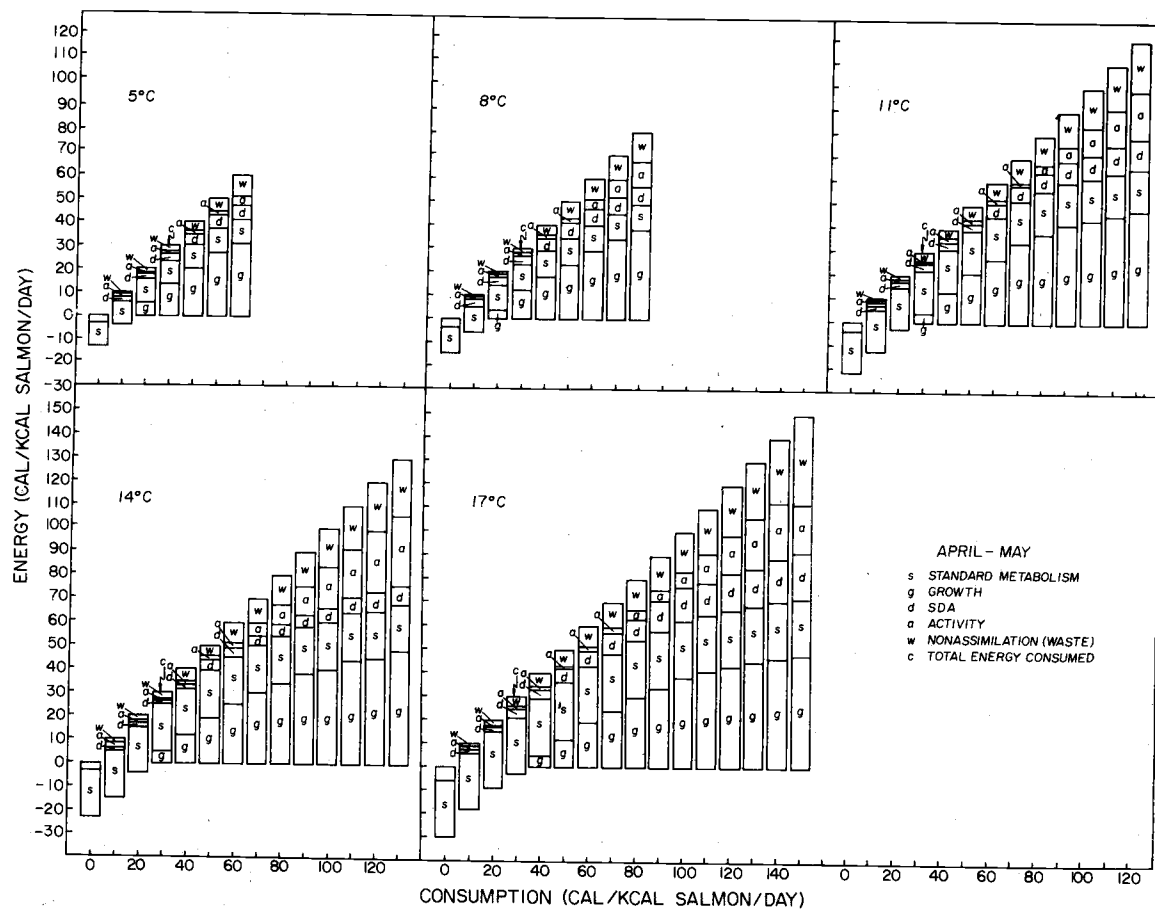 ENERGY (CAL/KCAL SALMON/DAY)
120
110
100
90
80
70
60
50
40
30
20
10
0
-10
-20
-30
5°C
8°C
11°C
150
140
130
120
110
100
90
80
70
60
50
40
30
20
10
0
-10
-20
-30
14°C
17°C
APRIL - MAY
s STANDARD METABOLISM
g GROWTH
d SDA
a ACTIVITY
w NONASSIMILATION (WASTE)
c TOTAL ENERGY CONSUMED
0 20 40 60 80 100 120
0 20 40 60 80 100 120 140
0 20 40 60 80 100 120
CONSUMPTION (CAL/KCAL SALMON/DAY)